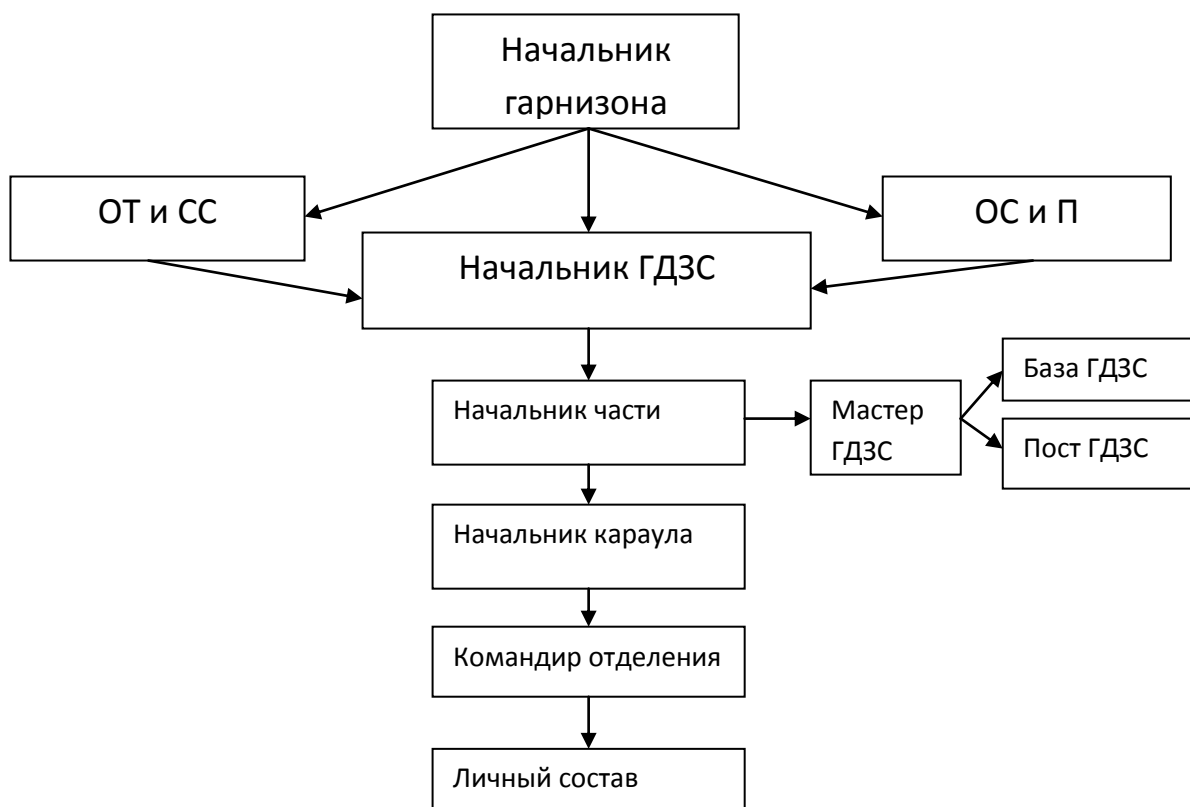 Начальник
гарнизона
ОТ и СС
ОС и П
Начальник ГДЗС
База ГДЗС
Начальник части
Мастер
ГДЗС
Пост ГДЗС
Начальник караула
Командир отделения
Личный состав